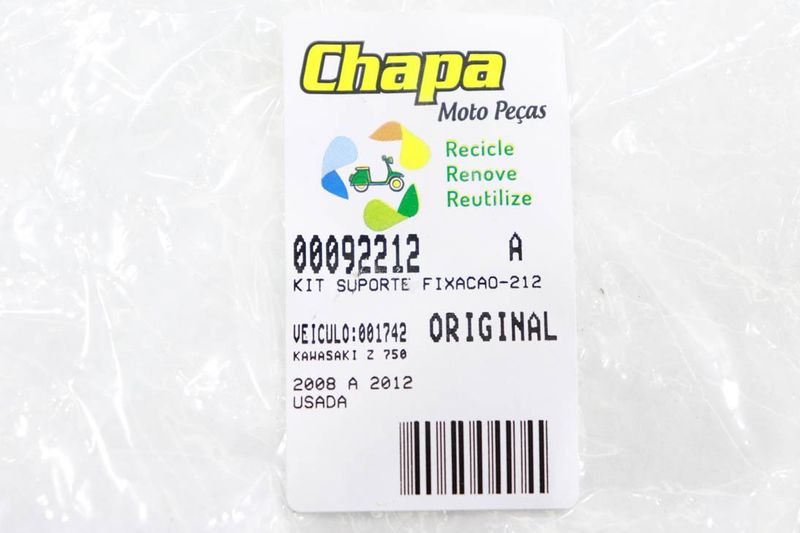 Chapa
Moto Peças
Recicle
Renove
Reutilize
00092212 A
KIT SUPORTE FIXACAO-212
VEICULO:001742 ORIGINAL
KAWASAKI Z 750
2008 A 2012
USADA